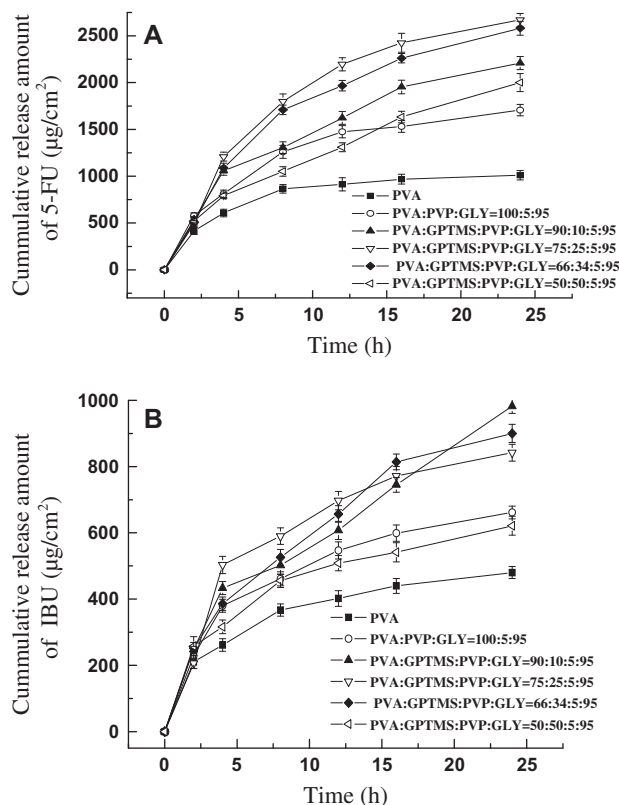 A
Cummulative release amount
of 5-FU (µg/cm²)
2500
2000
1500
1000
500
0
PVA
PVA:PVP:GLY=100:5:95
PVA:GPTMS:PVP:GLY=90:10:5:95
PVA:GPTMS:PVP:GLY=75:25:5:95
PVA:GPTMS:PVP:GLY=66:34:5:95
PVA:GPTMS:PVP:GLY=50:50:5:95
0 5 10 15 20 25
Time (h)
B
Cummulative release amount
of IBU (µg/cm²)
1000
800
600
400
200
0
PVA
PVA:PVP:GLY=100:5:95
PVA:GPTMS:PVP:GLY=90:10:5:95
PVA:GPTMS:PVP:GLY=75:25:5:95
PVA:GPTMS:PVP:GLY=66:34:5:95
PVA:GPTMS:PVP:GLY=50:50:5:95
0 5 10 15 20 25
Time (h)